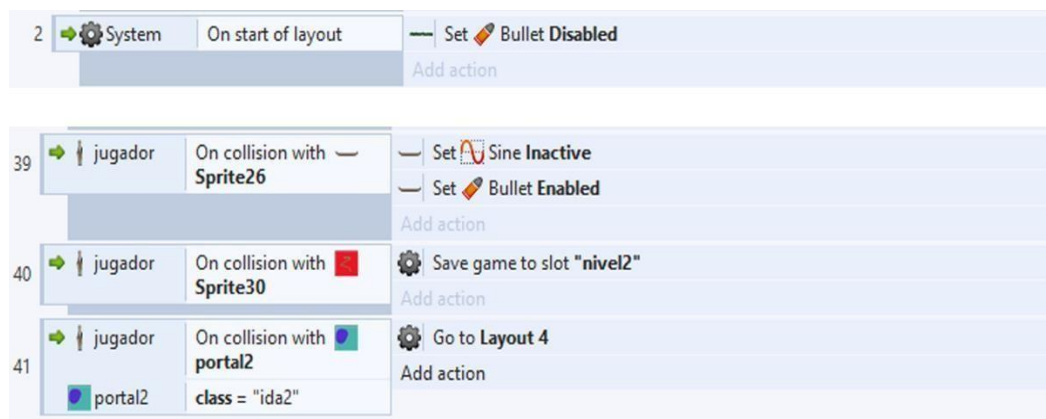 2 System On start of layout Set Bullet Disabled
Add action
39 jugador On collision with Sprite26 Set Sine Inactive
Set Bullet Enabled
Add action
40 jugador On collision with Sprite30 Save game to slot "nivel2"
Add action
41 jugador On collision with portal2 Go to Layout 4
Add action
portal2 class = "ida2"